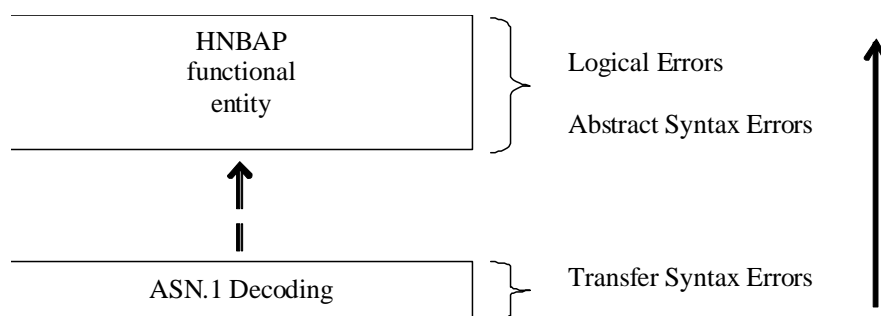 HNBAP
functional
entity
Logical Errors
Abstract Syntax Errors
ASN.1 Decoding
Transfer Syntax Errors